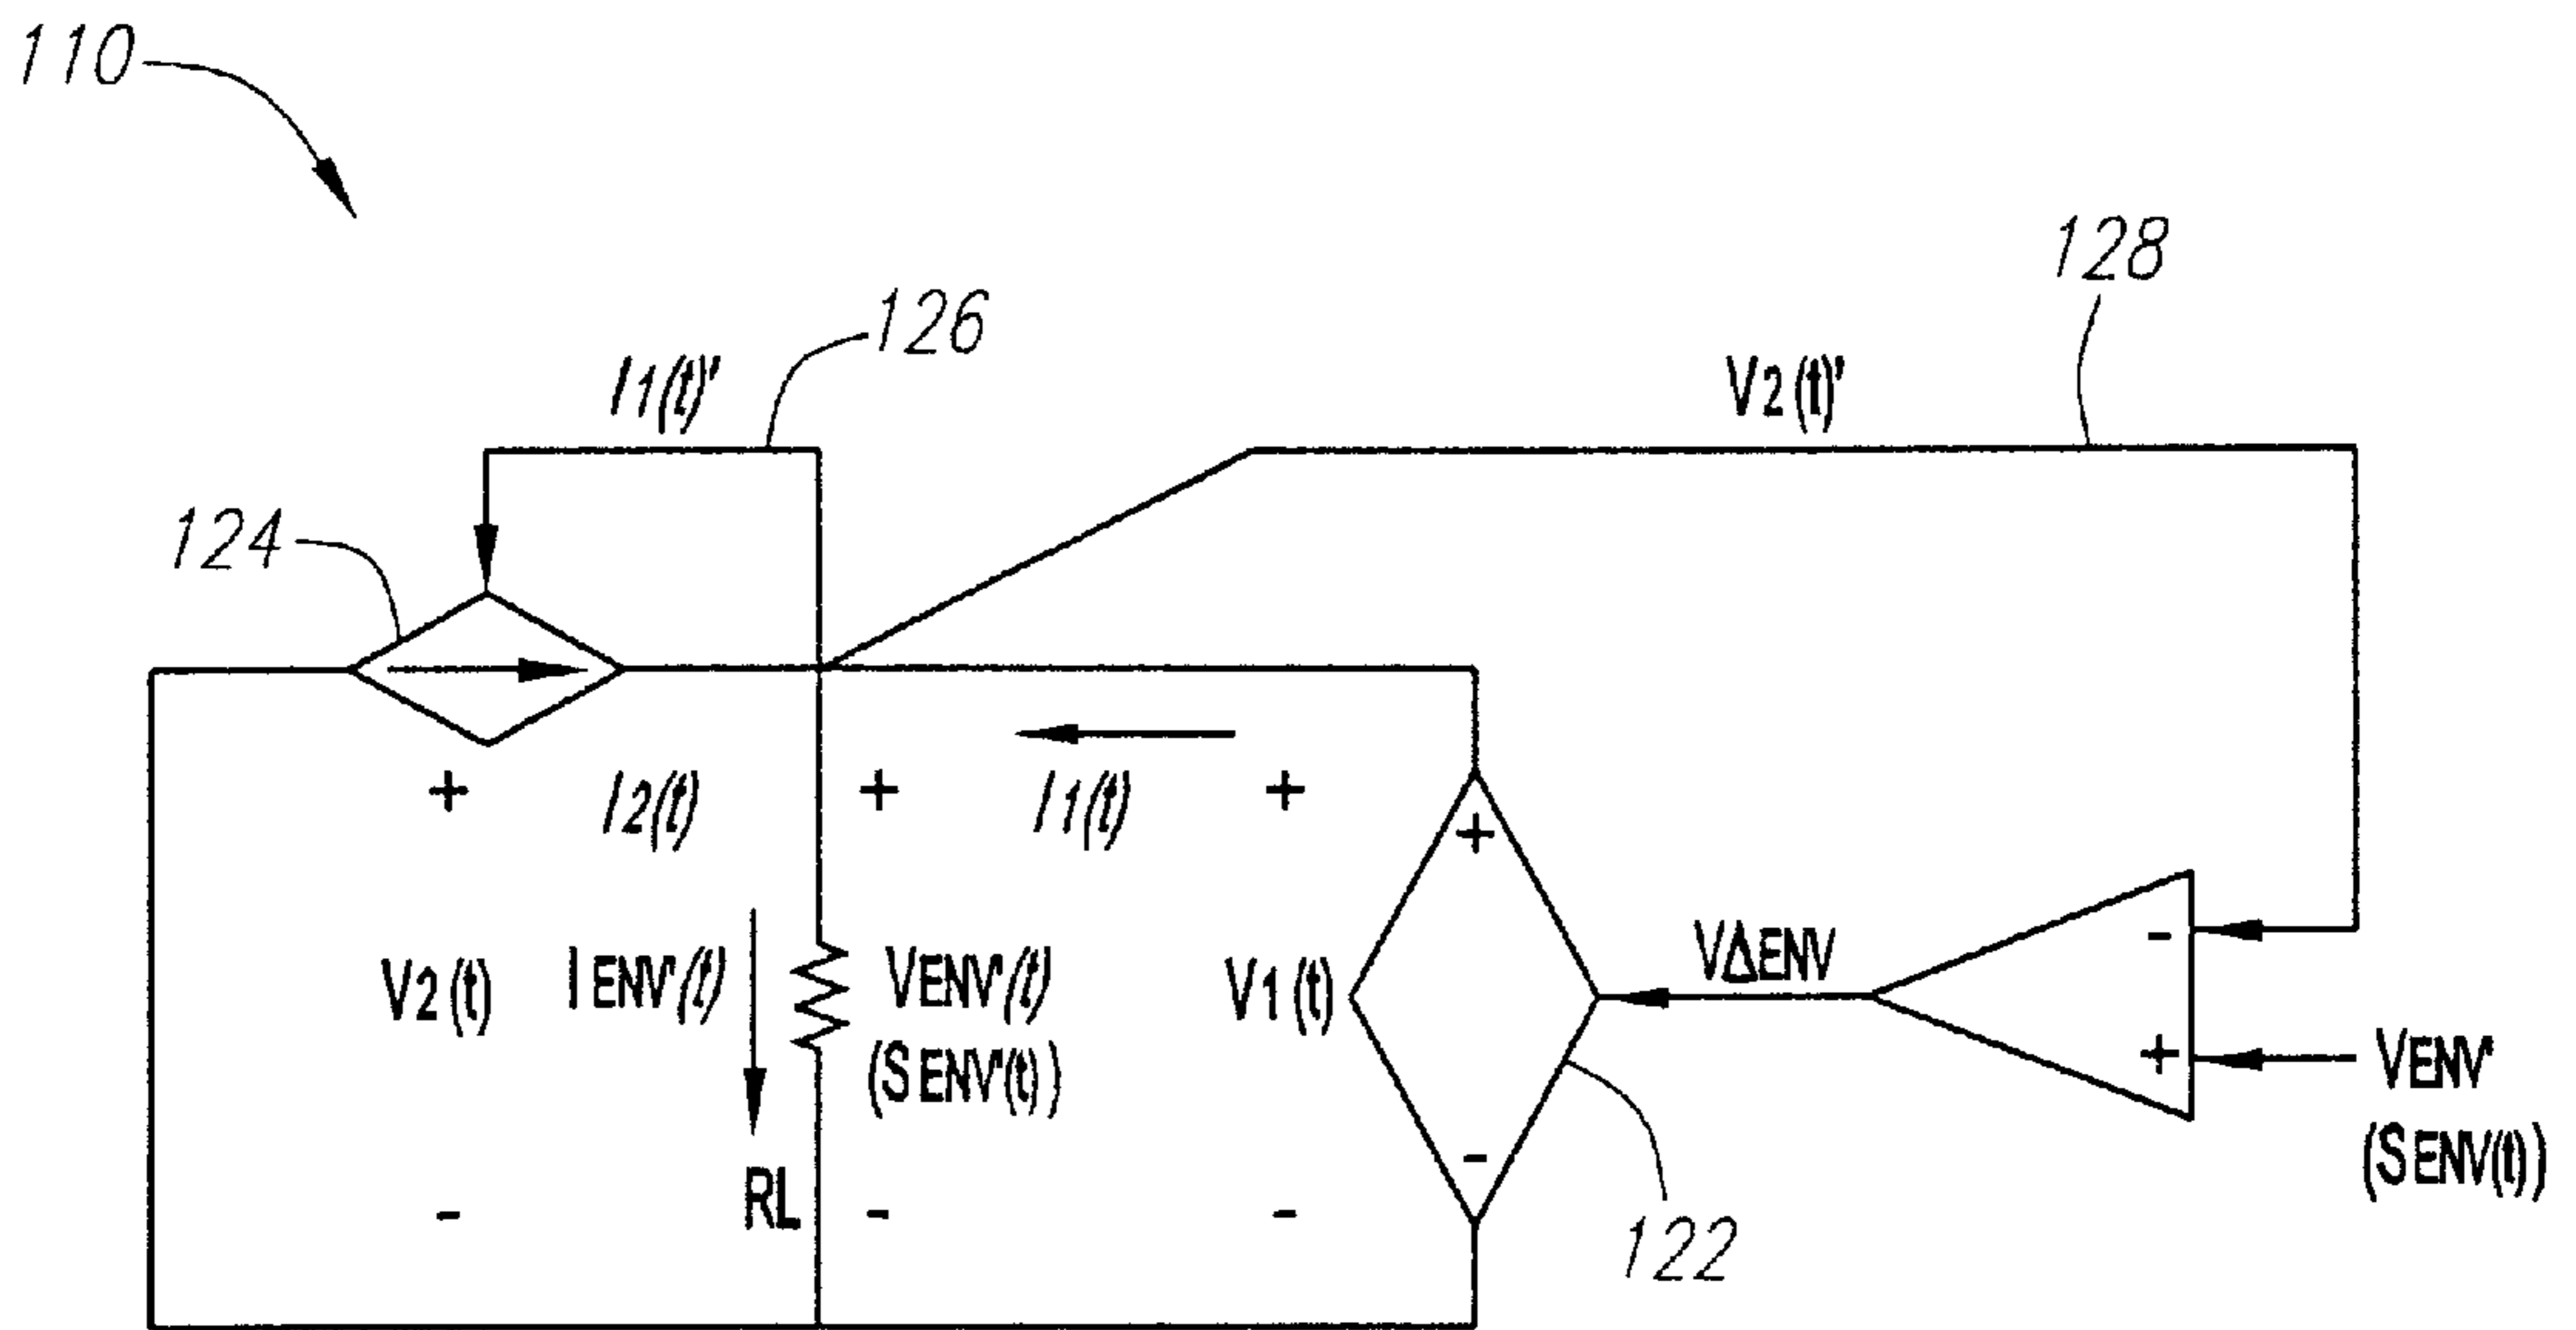 110
128
126
I1(t)'
V2(t)'
124
+ I2(t) + I1(t) +
+
V2(t) IENV'(t) VENV'(t) V1(t) VΔENV -
(SENV'(t)) + VENV'
RL (SENV(t))
- - - -
122